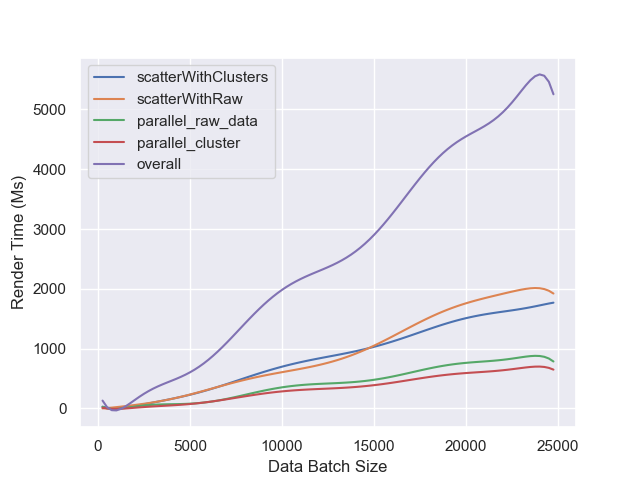 scatterWithClusters
scatterWithRaw
parallel_raw_data
parallel_cluster
overall
Render Time (Ms)
5000
4000
3000
2000
1000
0
0 5000 10000 15000 20000 25000
Data Batch Size